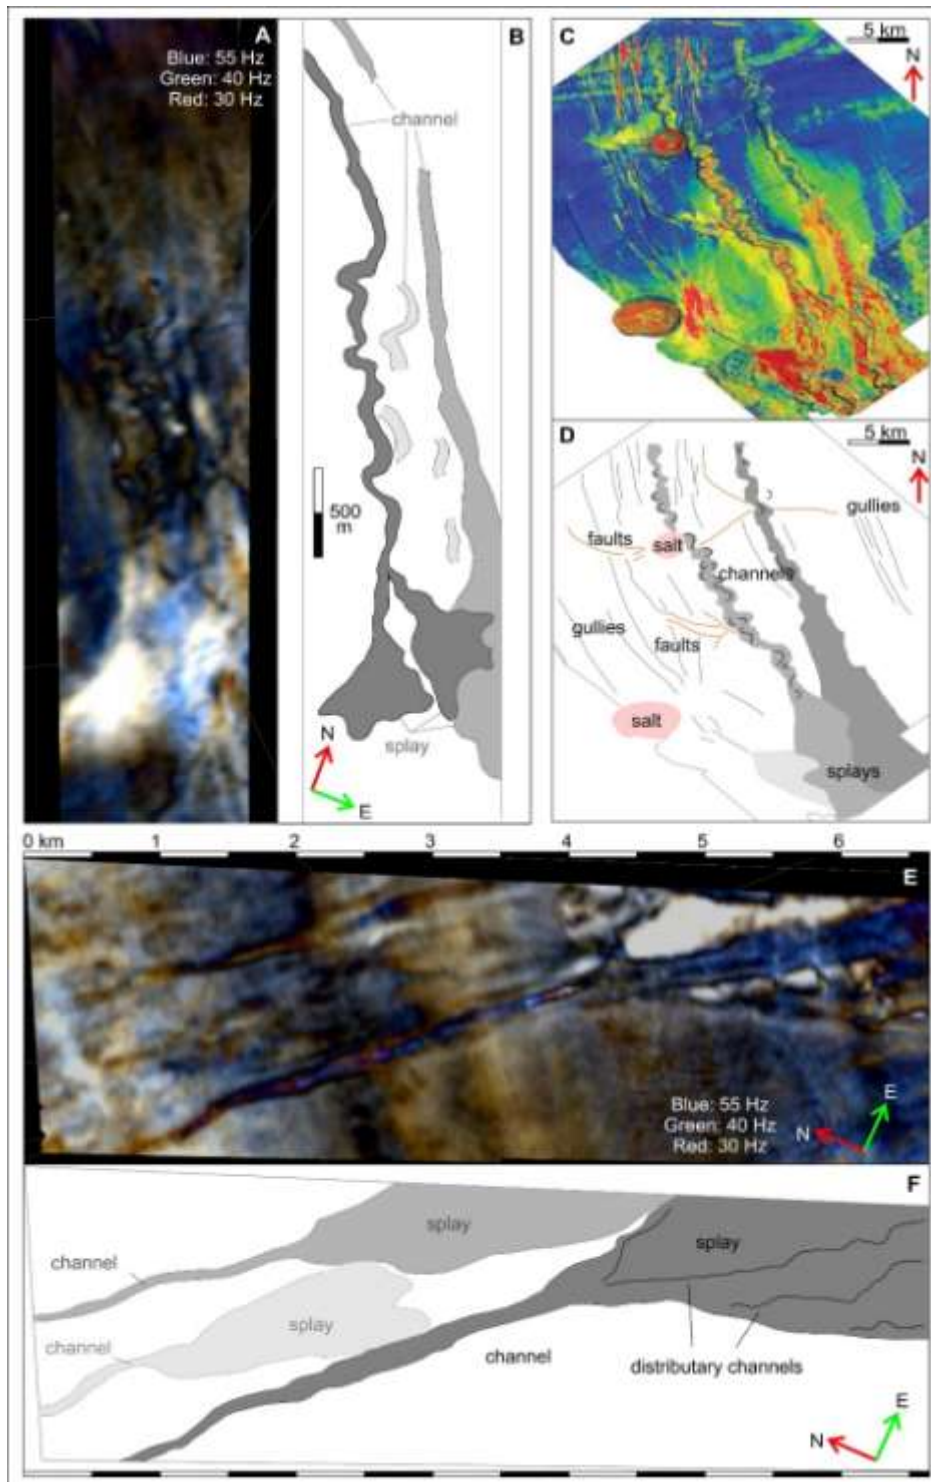 A
Blue: 55 Hz
Green: 40 Hz
Red: 30 Hz
B
channel
500
m
splay
N
E
C
5 km
N
D
5 km
N
gullies
faults
salt
channels
gullies
faults
salt
splays
0 km 1 2 3 4 5 6
E
Blue: 55 Hz
Green: 40 Hz
Red: 30 Hz
N
E
F
splay
splay
channel
channel
splay
channel
distributary channels
N
E